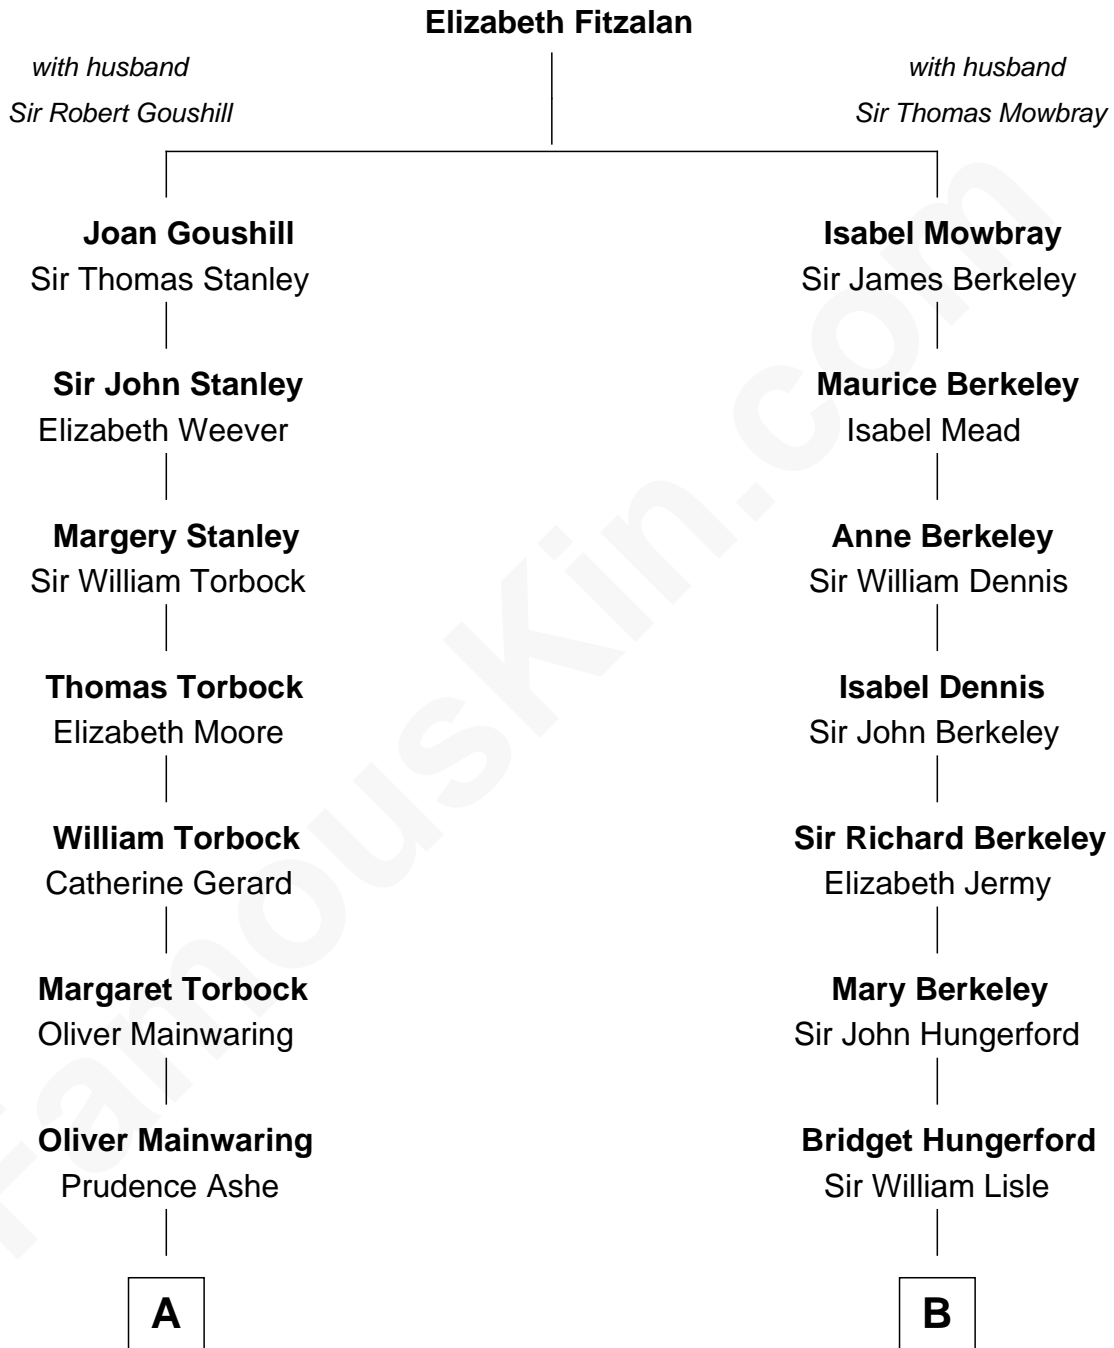 Elizabeth Fitzalan
with husband
Sir Robert Goushill
with husband
Sir Thomas Mowbray
Joan Goushill
Sir Thomas Stanley
Sir John Stanley
Elizabeth Weever
Margery Stanley
Sir William Torbock
Thomas Torbock
Elizabeth Moore
William Torbock
Catherine Gerard
Margaret Torbock
Oliver Mainwaring
Oliver Mainwaring
Prudence Ashe
A
Isabel Mowbray
Sir James Berkeley
Maurice Berkeley
Isabel Mead
Anne Berkeley
Sir William Dennis
Isabel Dennis
Sir John Berkeley
Sir Richard Berkeley
Elizabeth Jermy
Mary Berkeley
Sir John Hungerford
Bridget Hungerford
Sir William Lisle
B
FamousKin.com